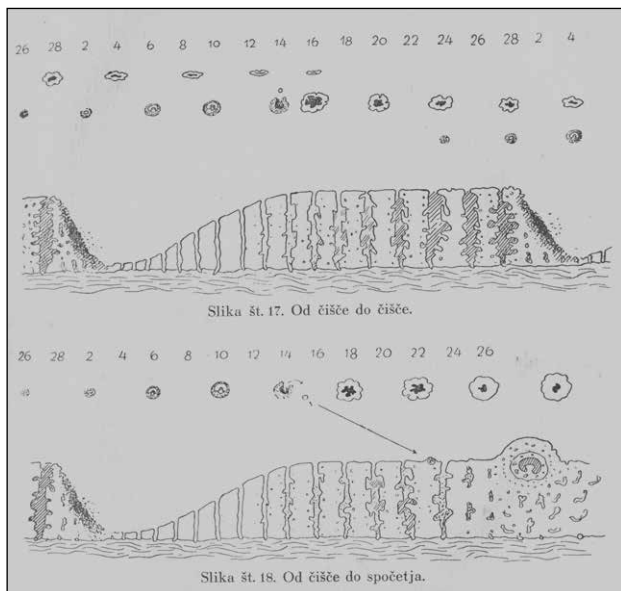 26 28 2 4 6 8 10 12 14 16 18 20 22 24 26 28 2 4
Slika št. 17. Od čišče do čišče.
26 28 2 4 6 8 10 12 14 16 18 20 22 24 26
Slika št. 18. Od čišče do spočetja.